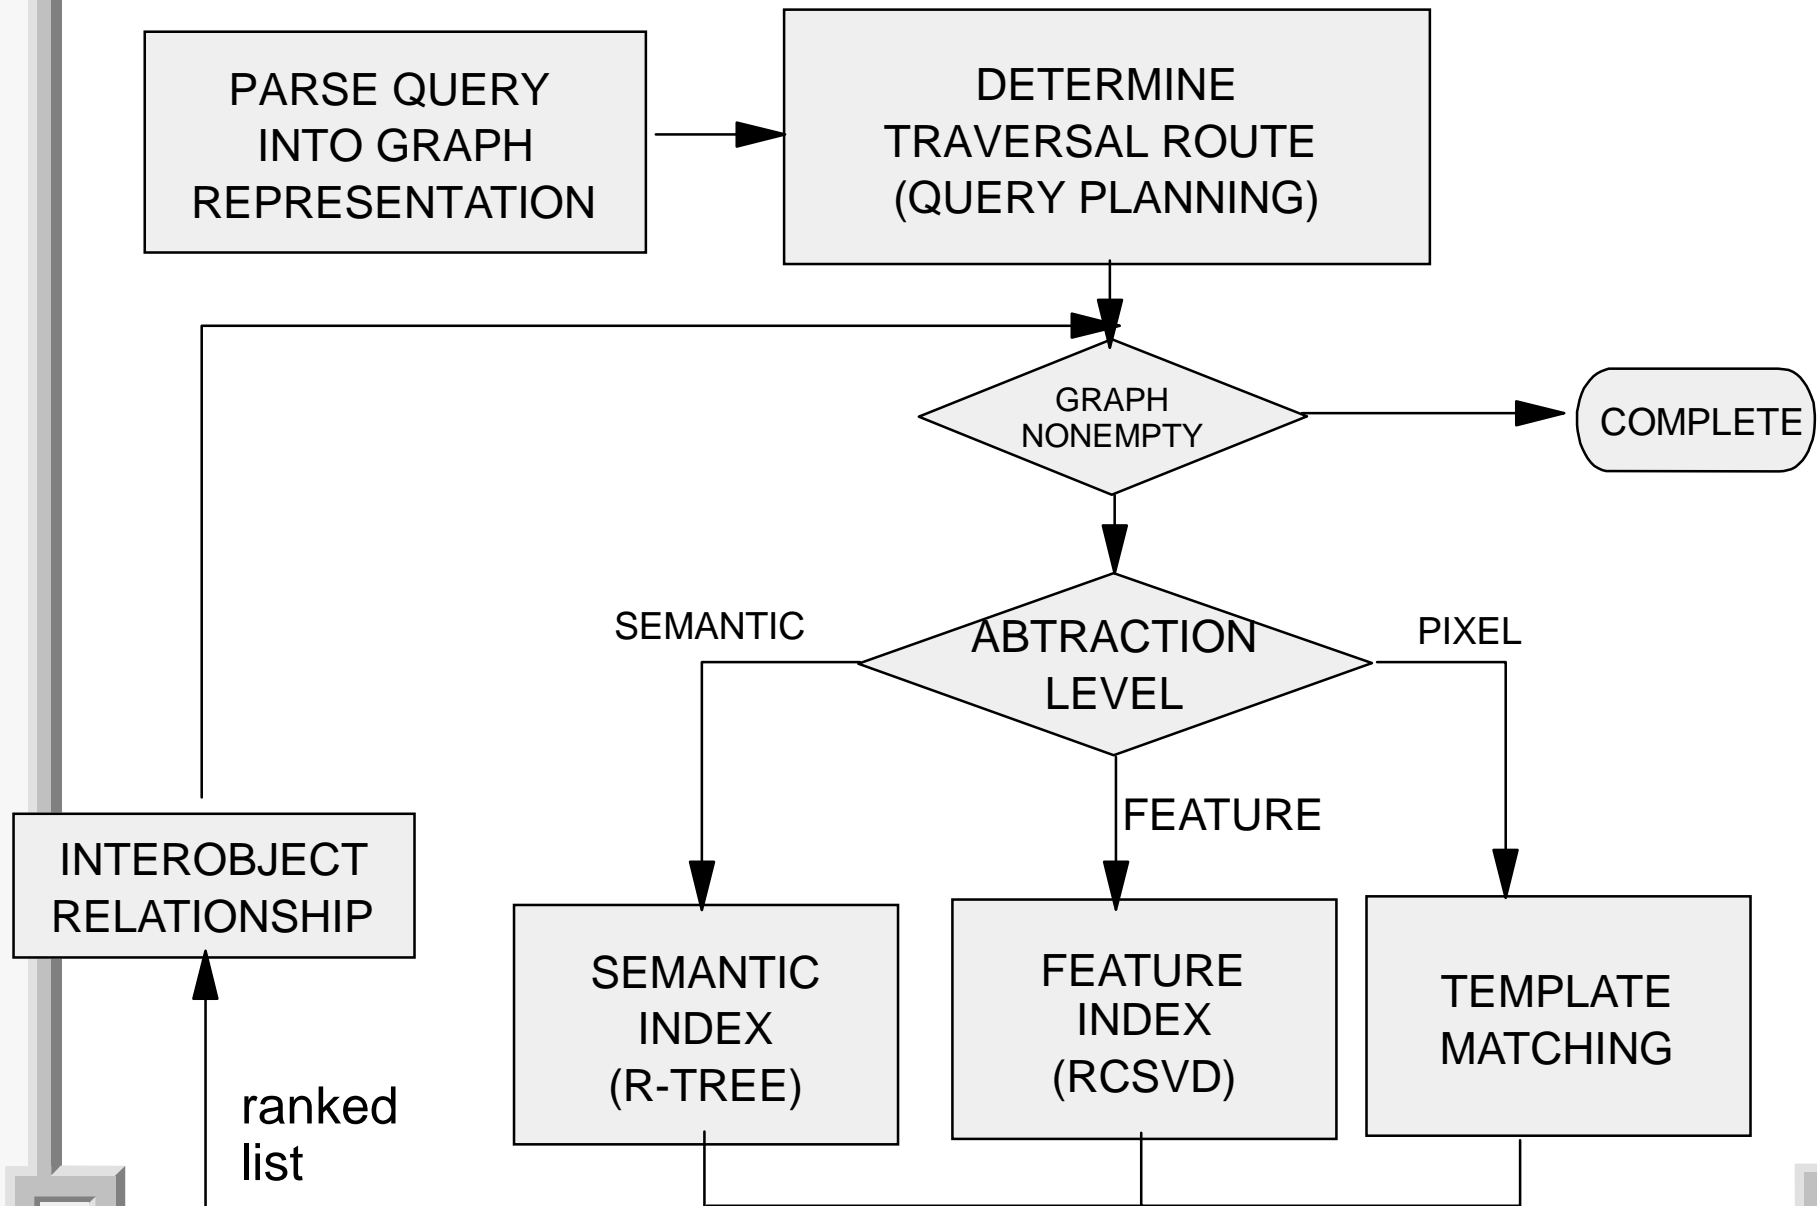 PARSE QUERY
INTO GRAPH
REPRESENTATION
DETERMINE
TRAVERSAL ROUTE
(QUERY PLANNING)
GRAPH
NONEMPTY
COMPLETE
SEMANTIC
ABTRACTION
LEVEL
PIXEL
FEATURE
INTEROBJECT
RELATIONSHIP
SEMANTIC
INDEX
(R-TREE)
FEATURE
INDEX
(RCSVD)
TEMPLATE
MATCHING
ranked
list